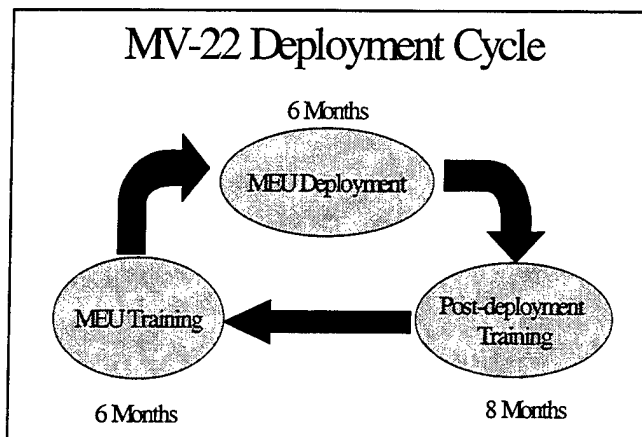 MV-22 Deployment Cycle
6 Months
MEU Deployment
MEU Training
Post-deployment
Training
6 Months
8 Months